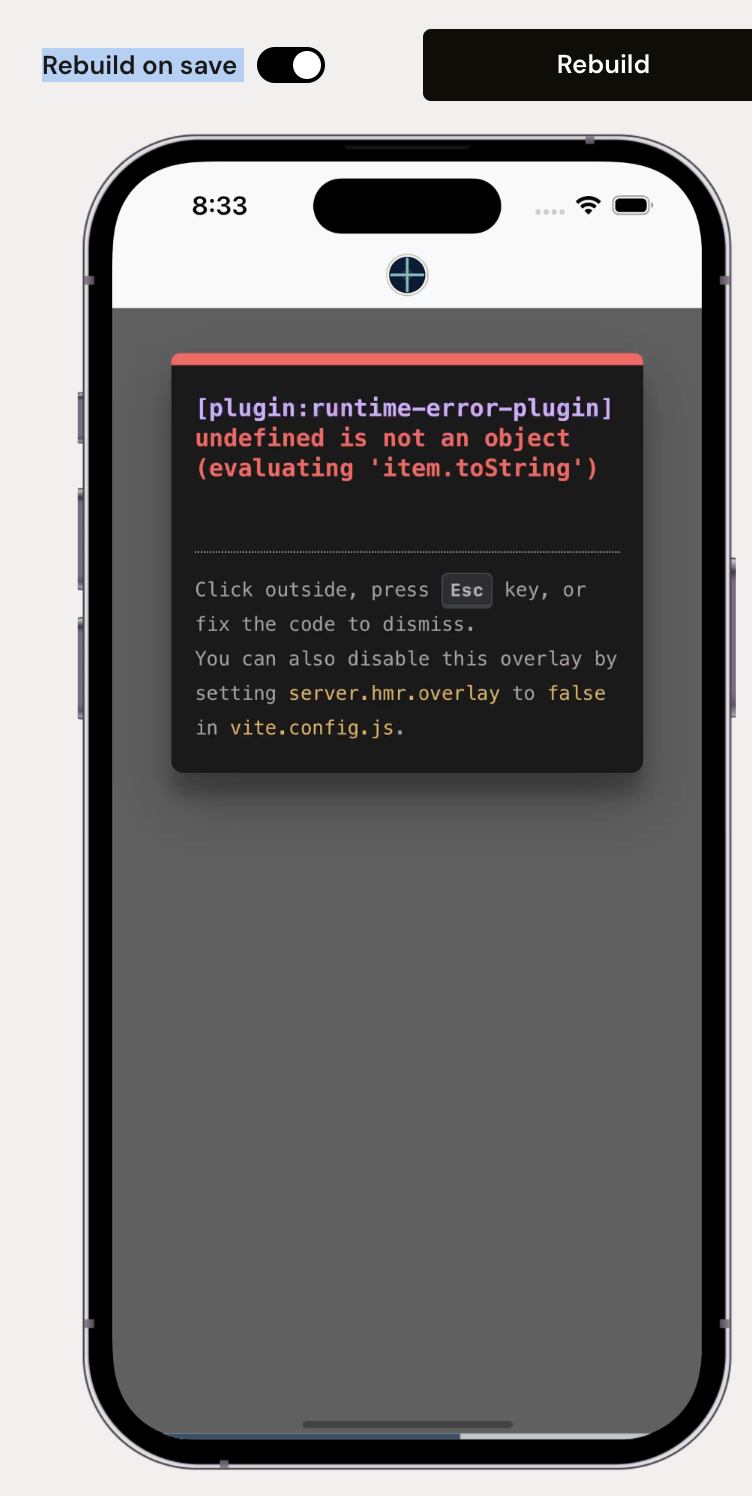 Rebuild on save
Rebuild
8:33
[plugin:runtime-error-plugin]
undefined is not an object
(evaluating 'item.toString')
Click outside, press Esc key, or
fix the code to dismiss.
You can also disable this overlay by
setting server.hmr.overlay to false
in vite.config.js.